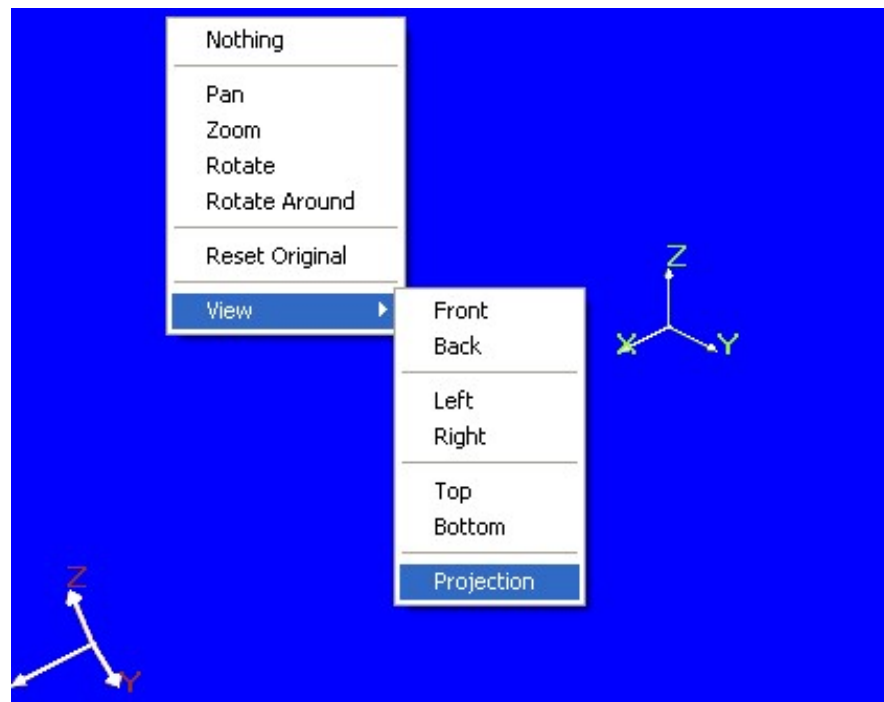 Nothing
Pan
Zoom
Rotate
Rotate Around
Reset Original
View
Front
Back
Left
Right
Top
Bottom
Projection
Z
X
Y
Z
Y